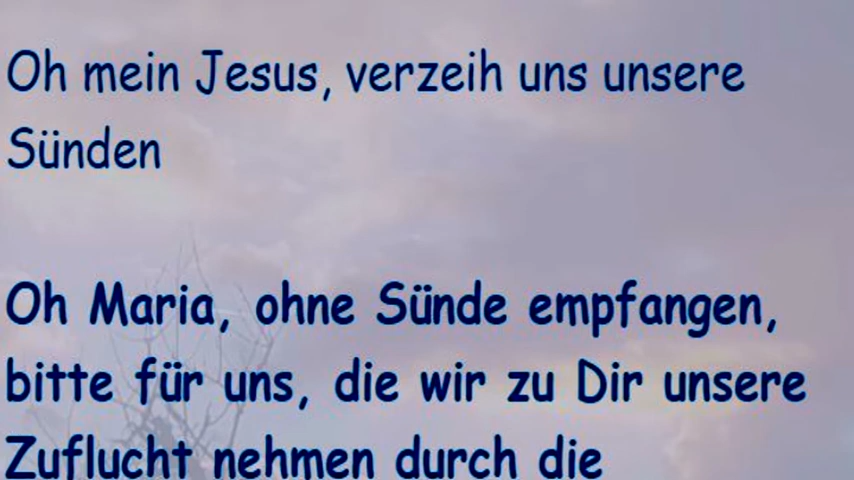 Oh mein Jesus, verzeih uns unsere
Sünden
Oh Maria, ohne Sünde empfangen,
bitte für uns, die wir zu Dir unsere
Zuflucht nehmen durch die